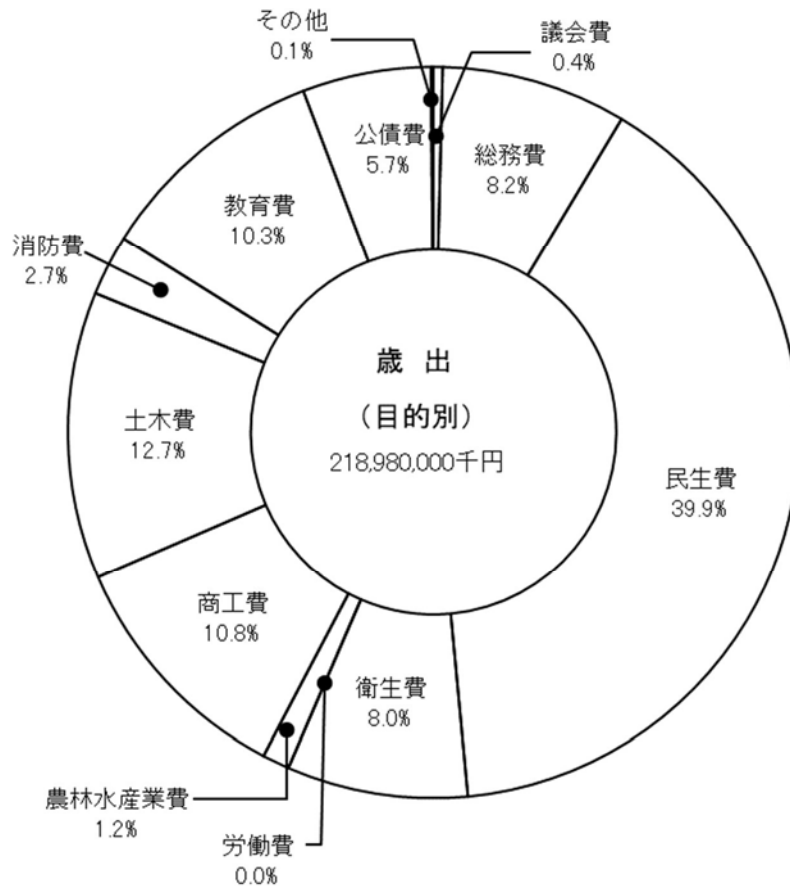 その他
0.1%
議会費
0.4%
公債費
5.7%
総務費
8.2%
教育費
10.3%
消防費
2.7%
歳 出
(目的別)
218,980,000千円
土木費
12.7%
民生費
39.9%
商工費
10.8%
衛生費
8.0%
農林水産業費
1.2%
労働費
0.0%